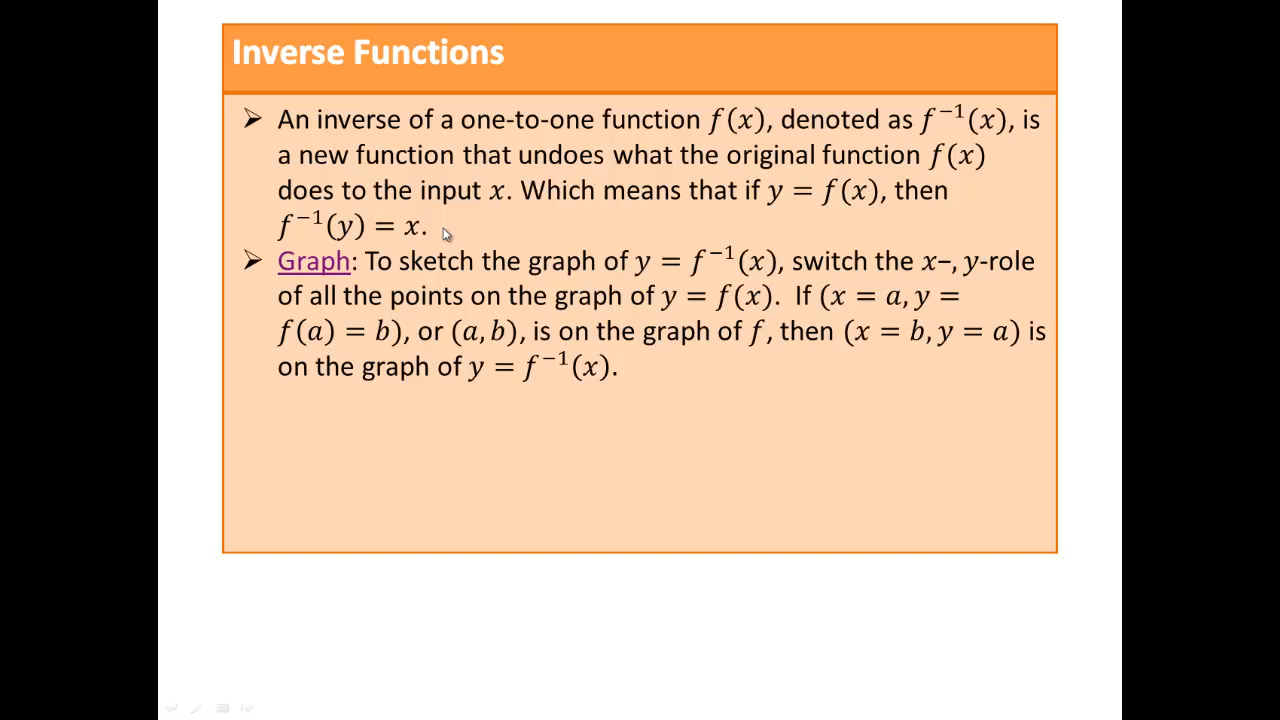 Inverse Functions
➢ An inverse of a one-to-one function 𝑓(𝑥), denoted as 𝑓⁻¹(𝑥), is
a new function that undoes what the original function 𝑓(𝑥)
does to the input 𝑥. Which means that if 𝑦 = 𝑓(𝑥), then
𝑓⁻¹(𝑦) = 𝑥.
➢ Graph: To sketch the graph of 𝑦 = 𝑓⁻¹(𝑥), switch the 𝑥−, 𝑦-role
of all the points on the graph of 𝑦 = 𝑓(𝑥). If (𝑥 = 𝑎, 𝑦 =
𝑓(𝑎) = 𝑏), or (𝑎, 𝑏), is on the graph of 𝑓, then (𝑥 = 𝑏, 𝑦 = 𝑎) is
on the graph of 𝑦 = 𝑓⁻¹(𝑥).